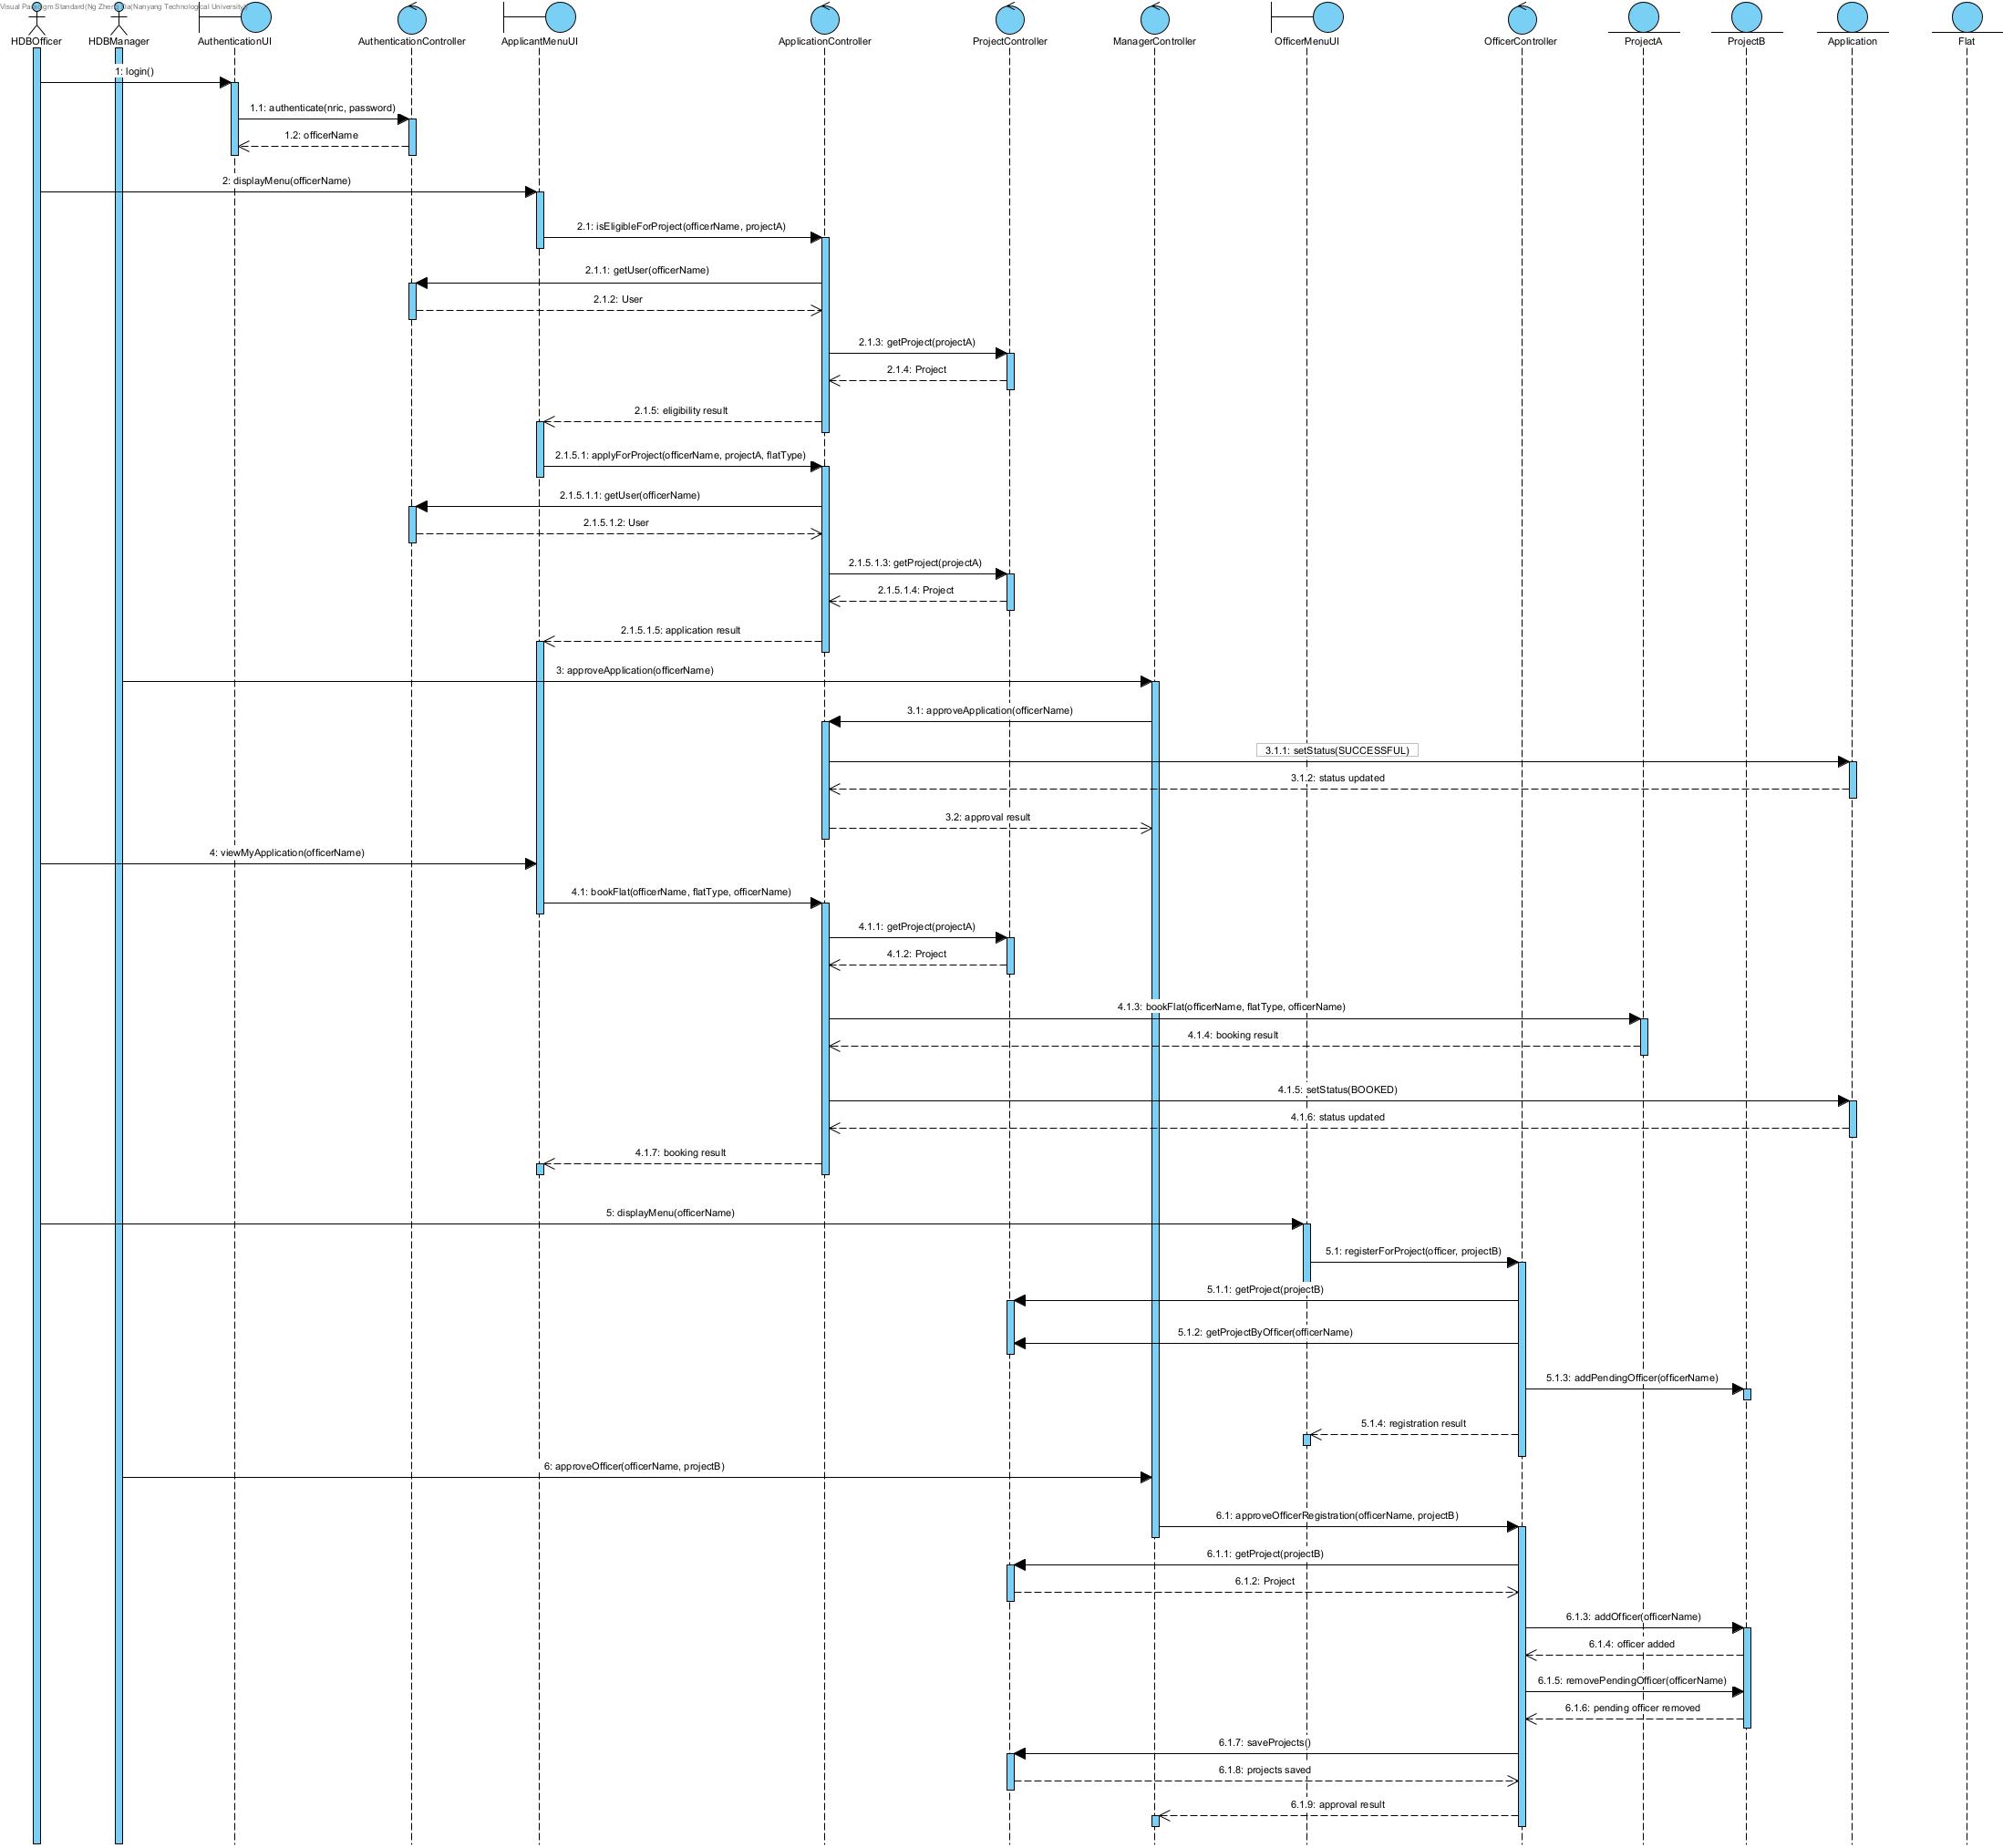 Visual Paradigm Standard(Ng Zheng Jia(Nanyang Technological University))
HDBOfficer
HDBManager
AuthenticationUI
AuthenticationController
ApplicantMenuUI
ApplicationController
ProjectController
ManagerController
OfficerMenuUI
OfficerController
ProjectA
ProjectB
Application
Flat
1: login()
1.1: authenticate(nric, password)
1.2: officerName
2: displayMenu(officerName)
2.1: isEligibleForProject(officerName, projectA)
2.1.1: getUser(officerName)
2.1.2: User
2.1.3: getProject(projectA)
2.1.4: Project
2.1.5: eligibility result
2.1.5.1: applyForProject(officerName, projectA, flatType)
2.1.5.1.1: getUser(officerName)
2.1.5.1.2: User
2.1.5.1.3: getProject(projectA)
2.1.5.1.4: Project
2.1.5.1.5: application result
3: approveApplication(officerName)
3.1: approveApplication(officerName)
3.1.1: setStatus(SUCCESSFUL)
3.1.2: status updated
3.2: approval result
4: viewMyApplication(officerName)
4.1: bookFlat(officerName, flatType, officerName)
4.1.1: getProject(projectA)
4.1.2: Project
4.1.3: bookFlat(officerName, flatType, officerName)
4.1.4: booking result
4.1.5: setStatus(BOOKED)
4.1.6: status updated
4.1.7: booking result
5: displayMenu(officerName)
5.1: registerForProject(officer, projectB)
5.1.1: getProject(projectB)
5.1.2: getProjectByOfficer(officerName)
5.1.3: addPendingOfficer(officerName)
5.1.4: registration result
6: approveOfficer(officerName, projectB)
6.1: approveOfficerRegistration(officerName, projectB)
6.1.1: getProject(projectB)
6.1.2: Project
6.1.3: addOfficer(officerName)
6.1.4: officer added
6.1.5: removePendingOfficer(officerName)
6.1.6: pending officer removed
6.1.7: saveProjects()
6.1.8: projects saved
6.1.9: approval result